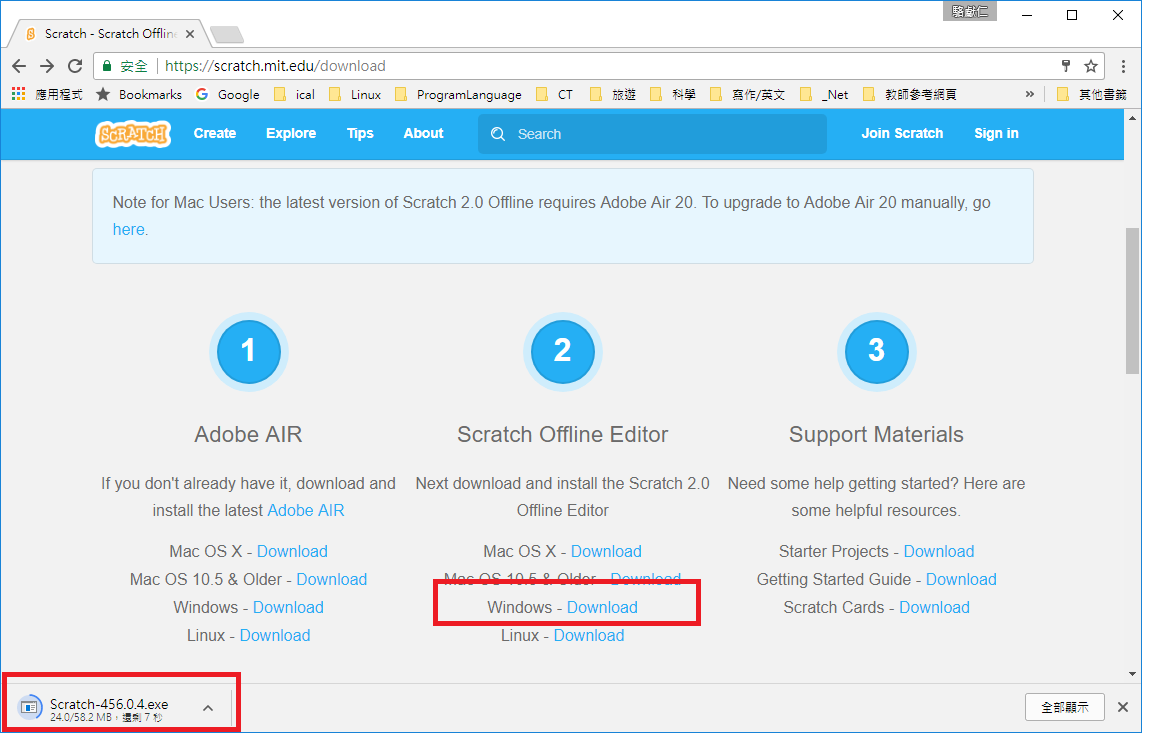 駱獻仁
Scratch - Scratch Offline
安全 https://scratch.mit.edu/download
應用程式 Bookmarks Google ical Linux ProgramLanguage CT 旅遊 科學 寫作/英文 _Net 教師參考網頁 » 其他書籤
SCRATCH Create Explore Tips About Search Join Scratch Sign in
Note for Mac Users: the latest version of Scratch 2.0 Offline requires Adobe Air 20. To upgrade to Adobe Air 20 manually, go
here.
1
Adobe AIR
If you don't already have it, download and
install the latest Adobe AIR
Mac OS X - Download
Mac OS 10.5 & Older - Download
Windows - Download
Linux - Download
2
Scratch Offline Editor
Next download and install the Scratch 2.0
Offline Editor
Mac OS X - Download
Mac OS 10.5 & Older - Download
Windows - Download
Linux - Download
3
Support Materials
Need some help getting started? Here are
some helpful resources.
Starter Projects - Download
Getting Started Guide - Download
Scratch Cards - Download
Scratch-456.0.4.exe
24.0/58.2 MB，還剩 7 秒
全部顯示